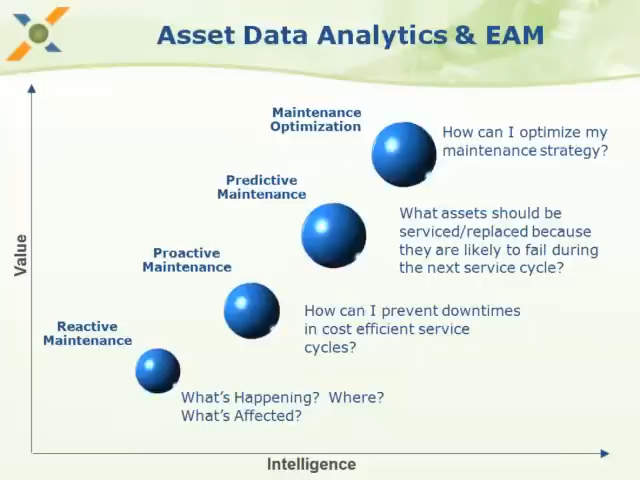 Asset Data Analytics & EAM
Maintenance
Optimization
How can I optimize my
maintenance strategy?
Predictive
Maintenance
What assets should be
serviced/replaced because
they are likely to fail during
the next service cycle?
Proactive
Maintenance
How can I prevent downtimes
in cost efficient service
cycles?
Reactive
Maintenance
What's Happening?  Where?
What's Affected?
Value
Intelligence